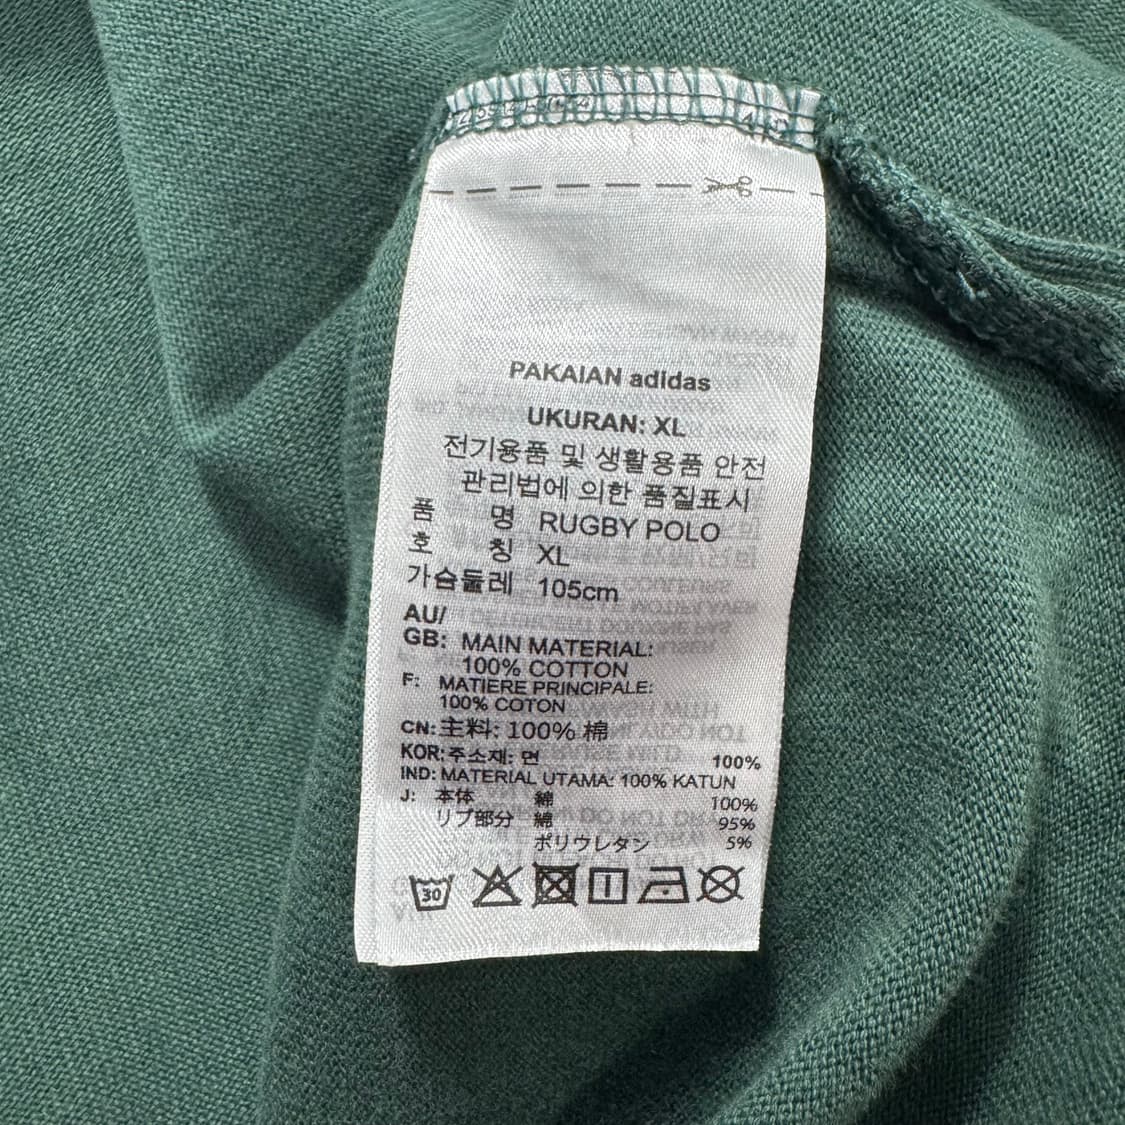 PAKAIAN adidas
UKURAN: XL
전기용품 및 생활용품 안전
관리법에 의한 품질표시
품 명 RUGBY POLO
호 칭 XL
가슴둘레 105cm
AU/
GB: MAIN MATERIAL:
100% COTTON
F: MATIERE PRINCIPALE:
100% COTON
CN: 主料: 100% 棉
KOR: 주소재: 면 100%
IND: MATERIAL UTAMA: 100% KATUN
J: 本体 綿 100%
リブ部分 綿 95%
ポリウレタン 5%
30